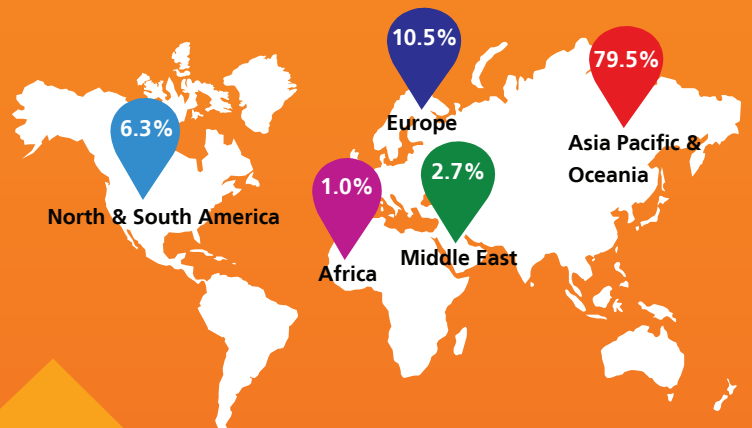 10.5%
Europe
79.5%
Asia Pacific &
Oceania
6.3%
North & South America
1.0%
Africa
2.7%
Middle East